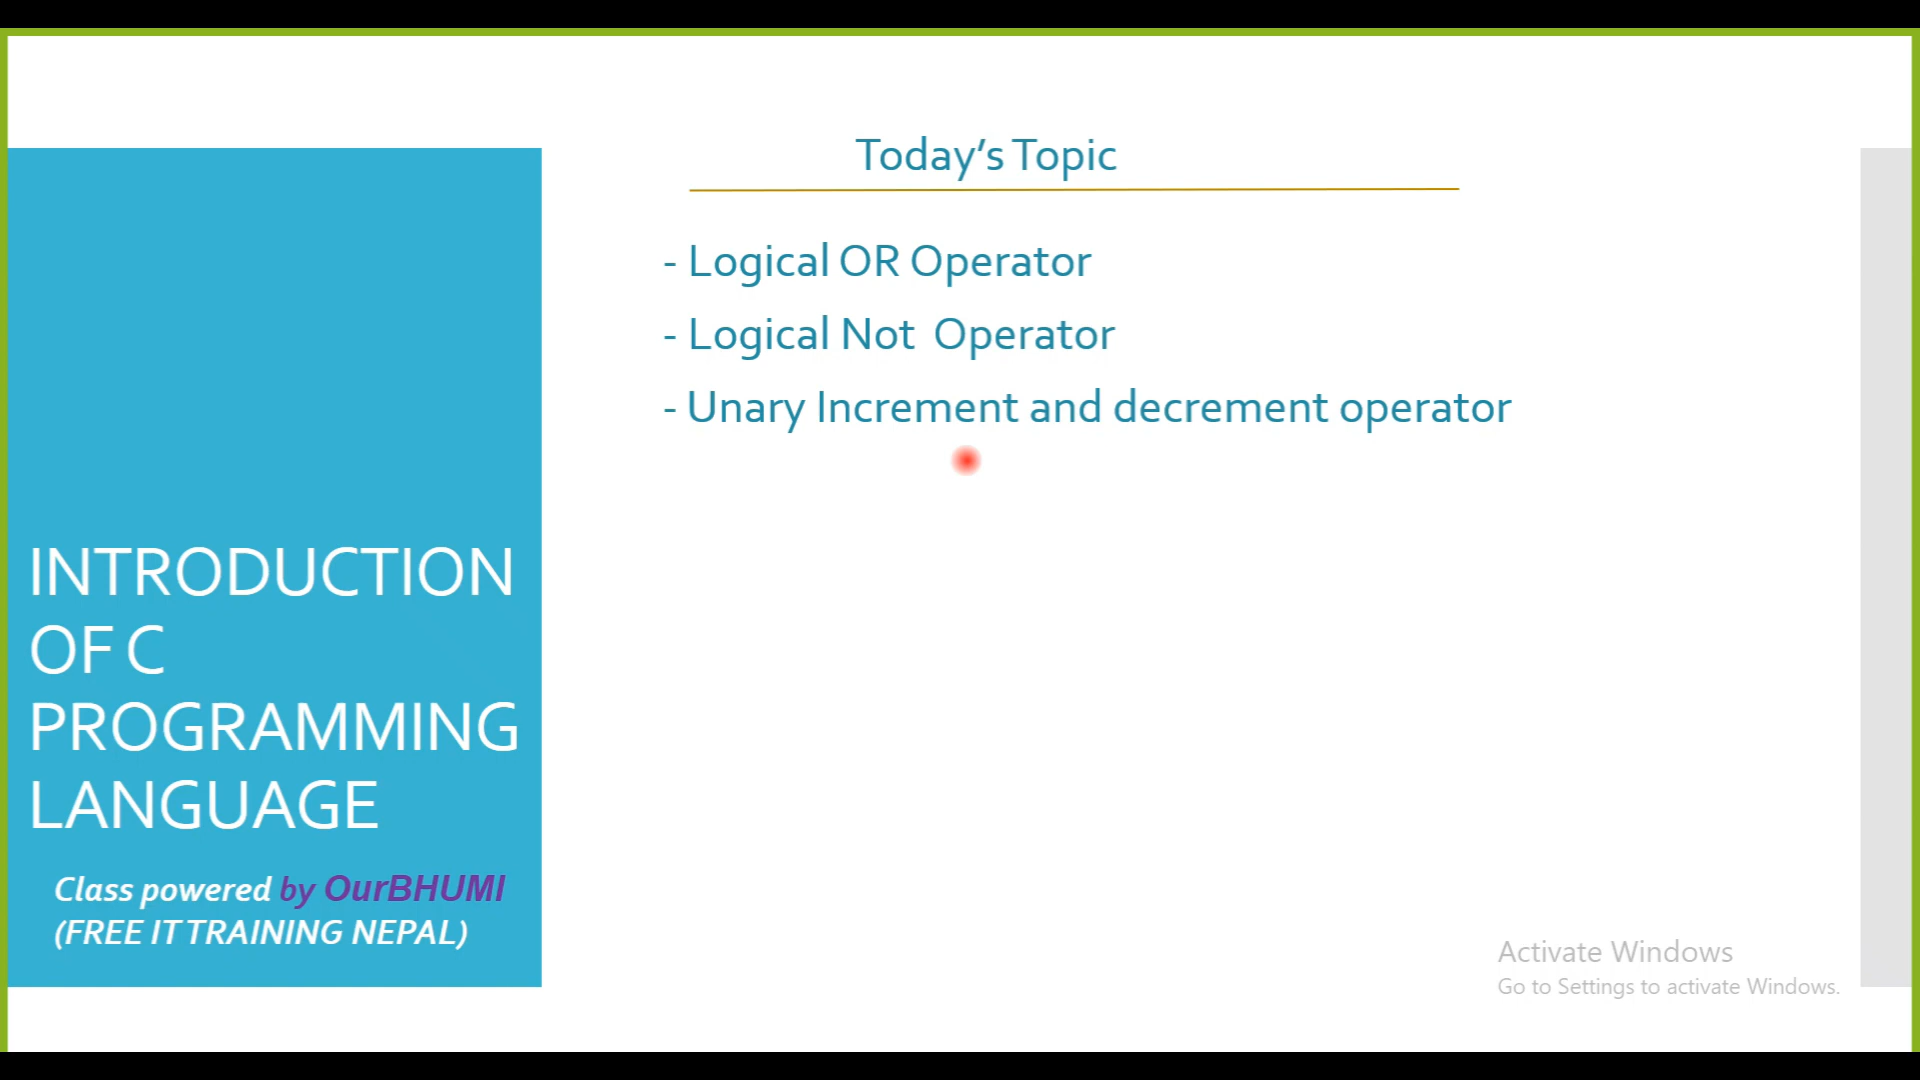 Today's Topic
- Logical OR Operator
- Logical Not Operator
- Unary Increment and decrement operator
INTRODUCTION
OF C
PROGRAMMING
LANGUAGE
Class powered by OurBHUMI
(FREE IT TRAINING NEPAL)
Activate Windows
Go to Settings to activate Windows.